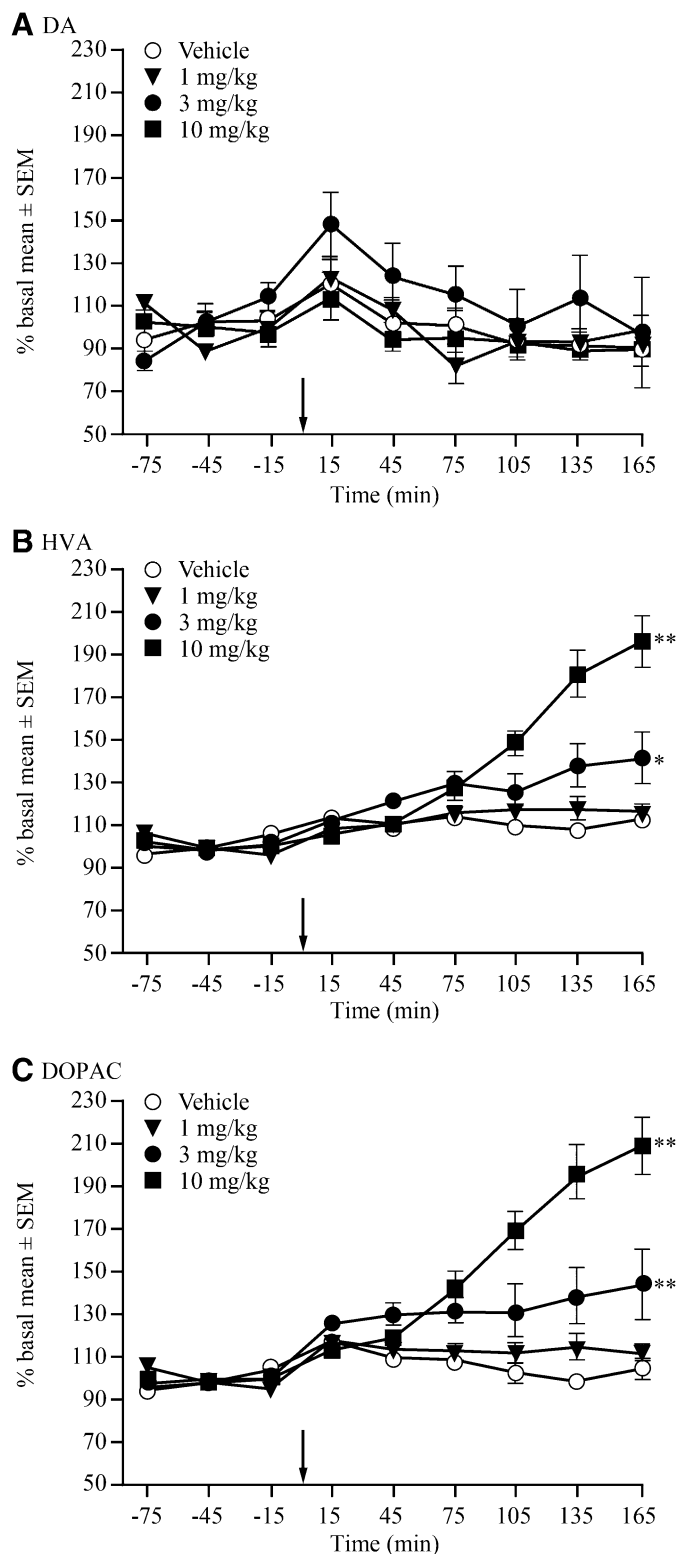 A DA
230
210
190
170
150
130
110
90
70
50
% basal mean ± SEM
Vehicle
1 mg/kg
3 mg/kg
10 mg/kg
-75 -45 -15 15 45 75 105 135 165
Time (min)
B HVA
230
210
190
170
150
130
110
90
70
50
% basal mean ± SEM
Vehicle
1 mg/kg
3 mg/kg
10 mg/kg
**
*
-75 -45 -15 15 45 75 105 135 165
Time (min)
C DOPAC
230
210
190
170
150
130
110
90
70
50
% basal mean ± SEM
Vehicle
1 mg/kg
3 mg/kg
10 mg/kg
**
**
-75 -45 -15 15 45 75 105 135 165
Time (min)